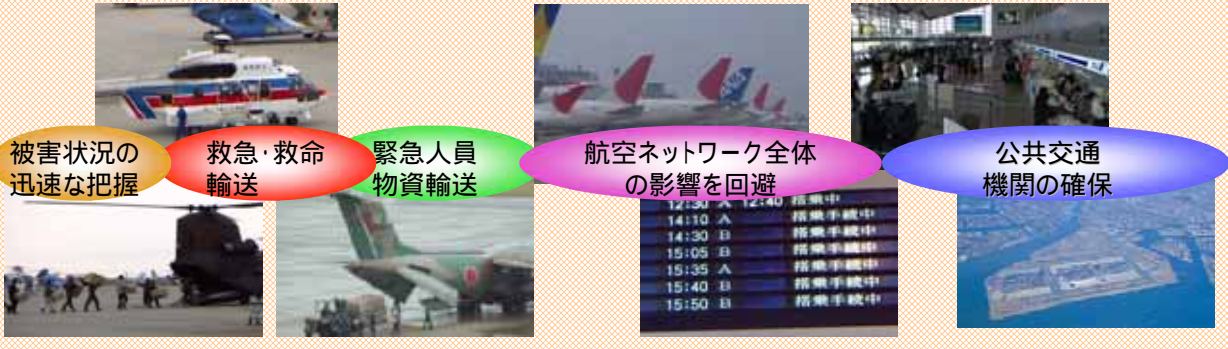 被害状況の
迅速な把握
救急・救命
輸送
緊急人員
物資輸送
航空ネットワーク全体
の影響を回避
公共交通
機関の確保
12:30 A 12:40 搭乗中
14:10 A 搭乗手続中
14:30 B 搭乗手続中
15:05 B 搭乗手続中
15:35 A 搭乗手続中
15:40 B 搭乗手続中
15:50 B 搭乗手続中